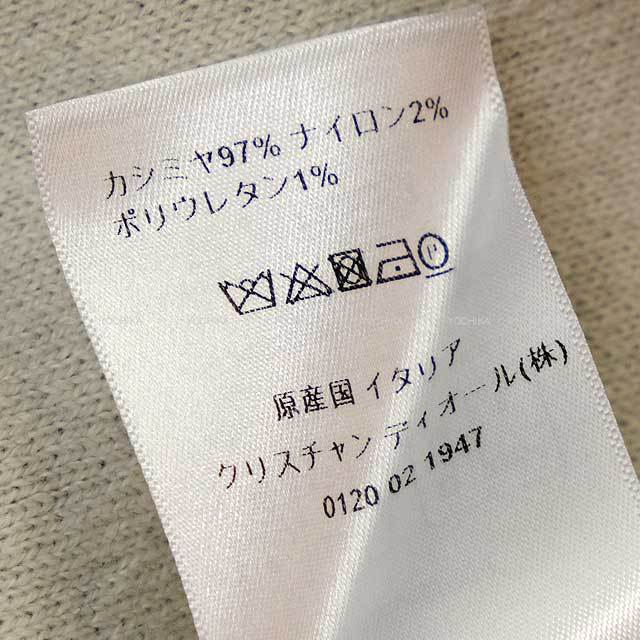 カシミヤ97% ナイロン2%
ポリウレタン1%
P
原産国 イタリア
クリスチャン ディオール(株)
0120 02 1947